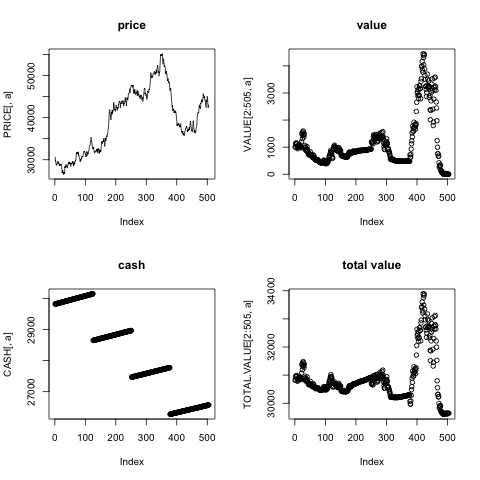 price
PRICE[, a]
30000 40000 50000
0 100 200 300 400 500
Index
value
VALUE[2:505, a]
0 1000 3000
0 100 200 300 400 500
Index
cash
CASH[, a]
27000 29000
0 100 200 300 400 500
Index
total value
TOTAL.VALUE[2:505, a]
30000 31000 32000 34000
0 100 200 300 400 500
Index